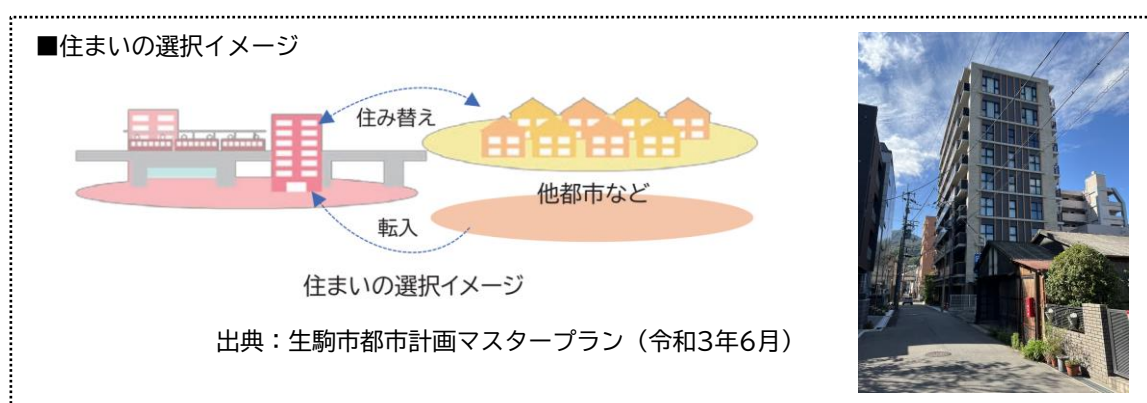 ■住まいの選択イメージ
住み替え
他都市など
転入
住まいの選択イメージ
出典：生駒市都市計画マスタープラン（令和3年6月）